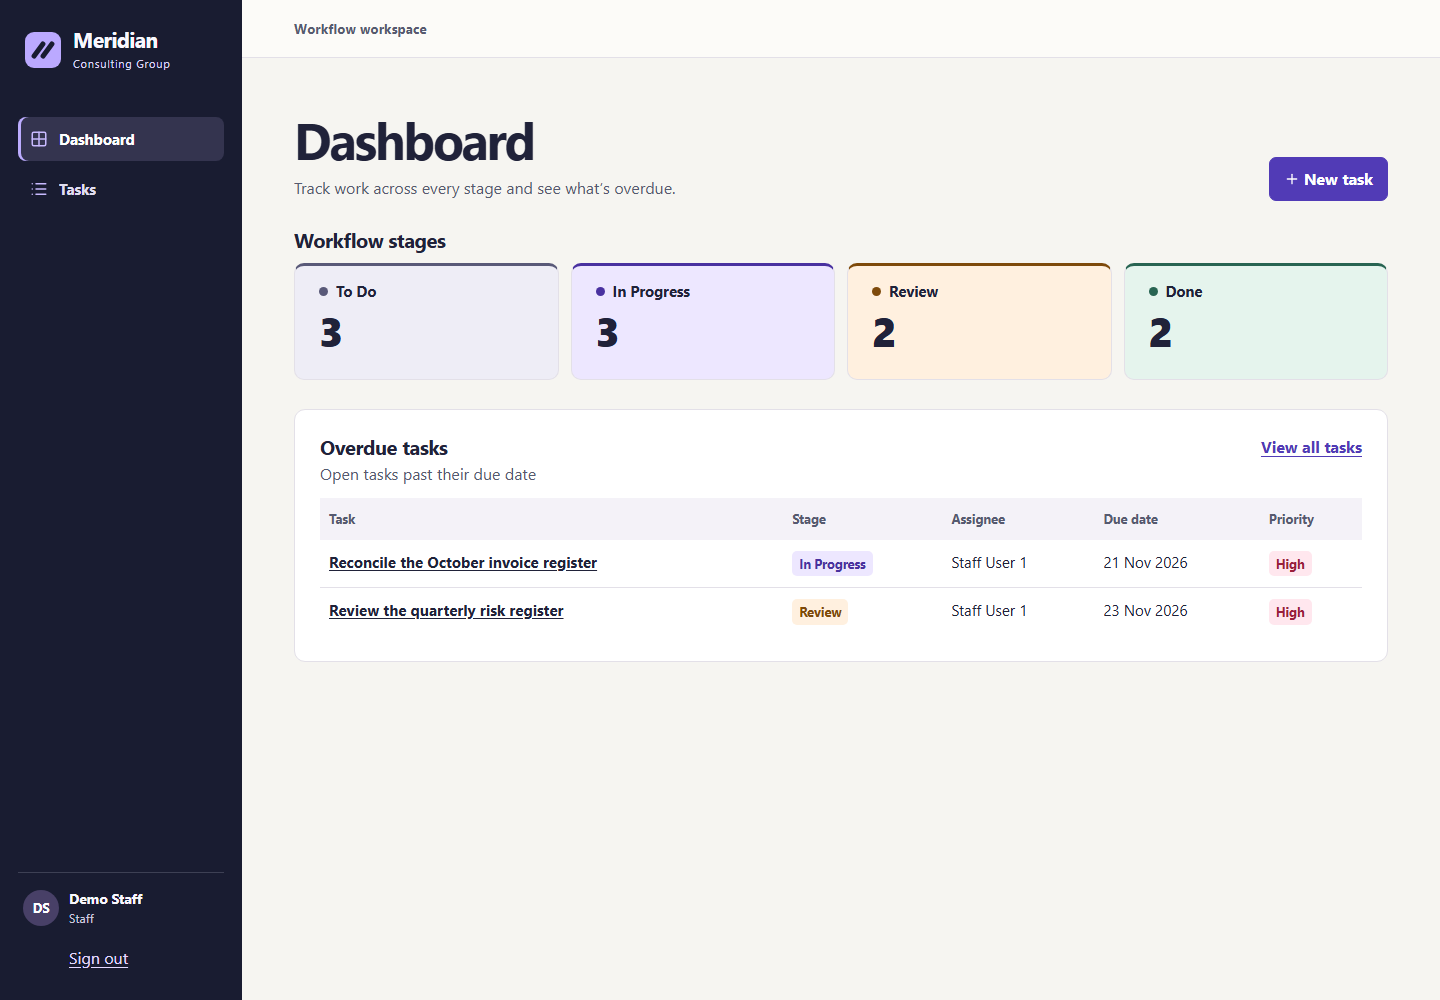 Meridian
Consulting Group
Dashboard
Tasks
DS
Demo Staff
Staff
Sign out
Workflow workspace
Dashboard
Track work across every stage and see what's overdue.
+ New task
Workflow stages
To Do
3
In Progress
3
Review
2
Done
2
Overdue tasks
View all tasks
Open tasks past their due date
Task Stage Assignee Due date Priority
Reconcile the October invoice register In Progress Staff User 1 21 Nov 2026 High
Review the quarterly risk register Review Staff User 1 23 Nov 2026 High